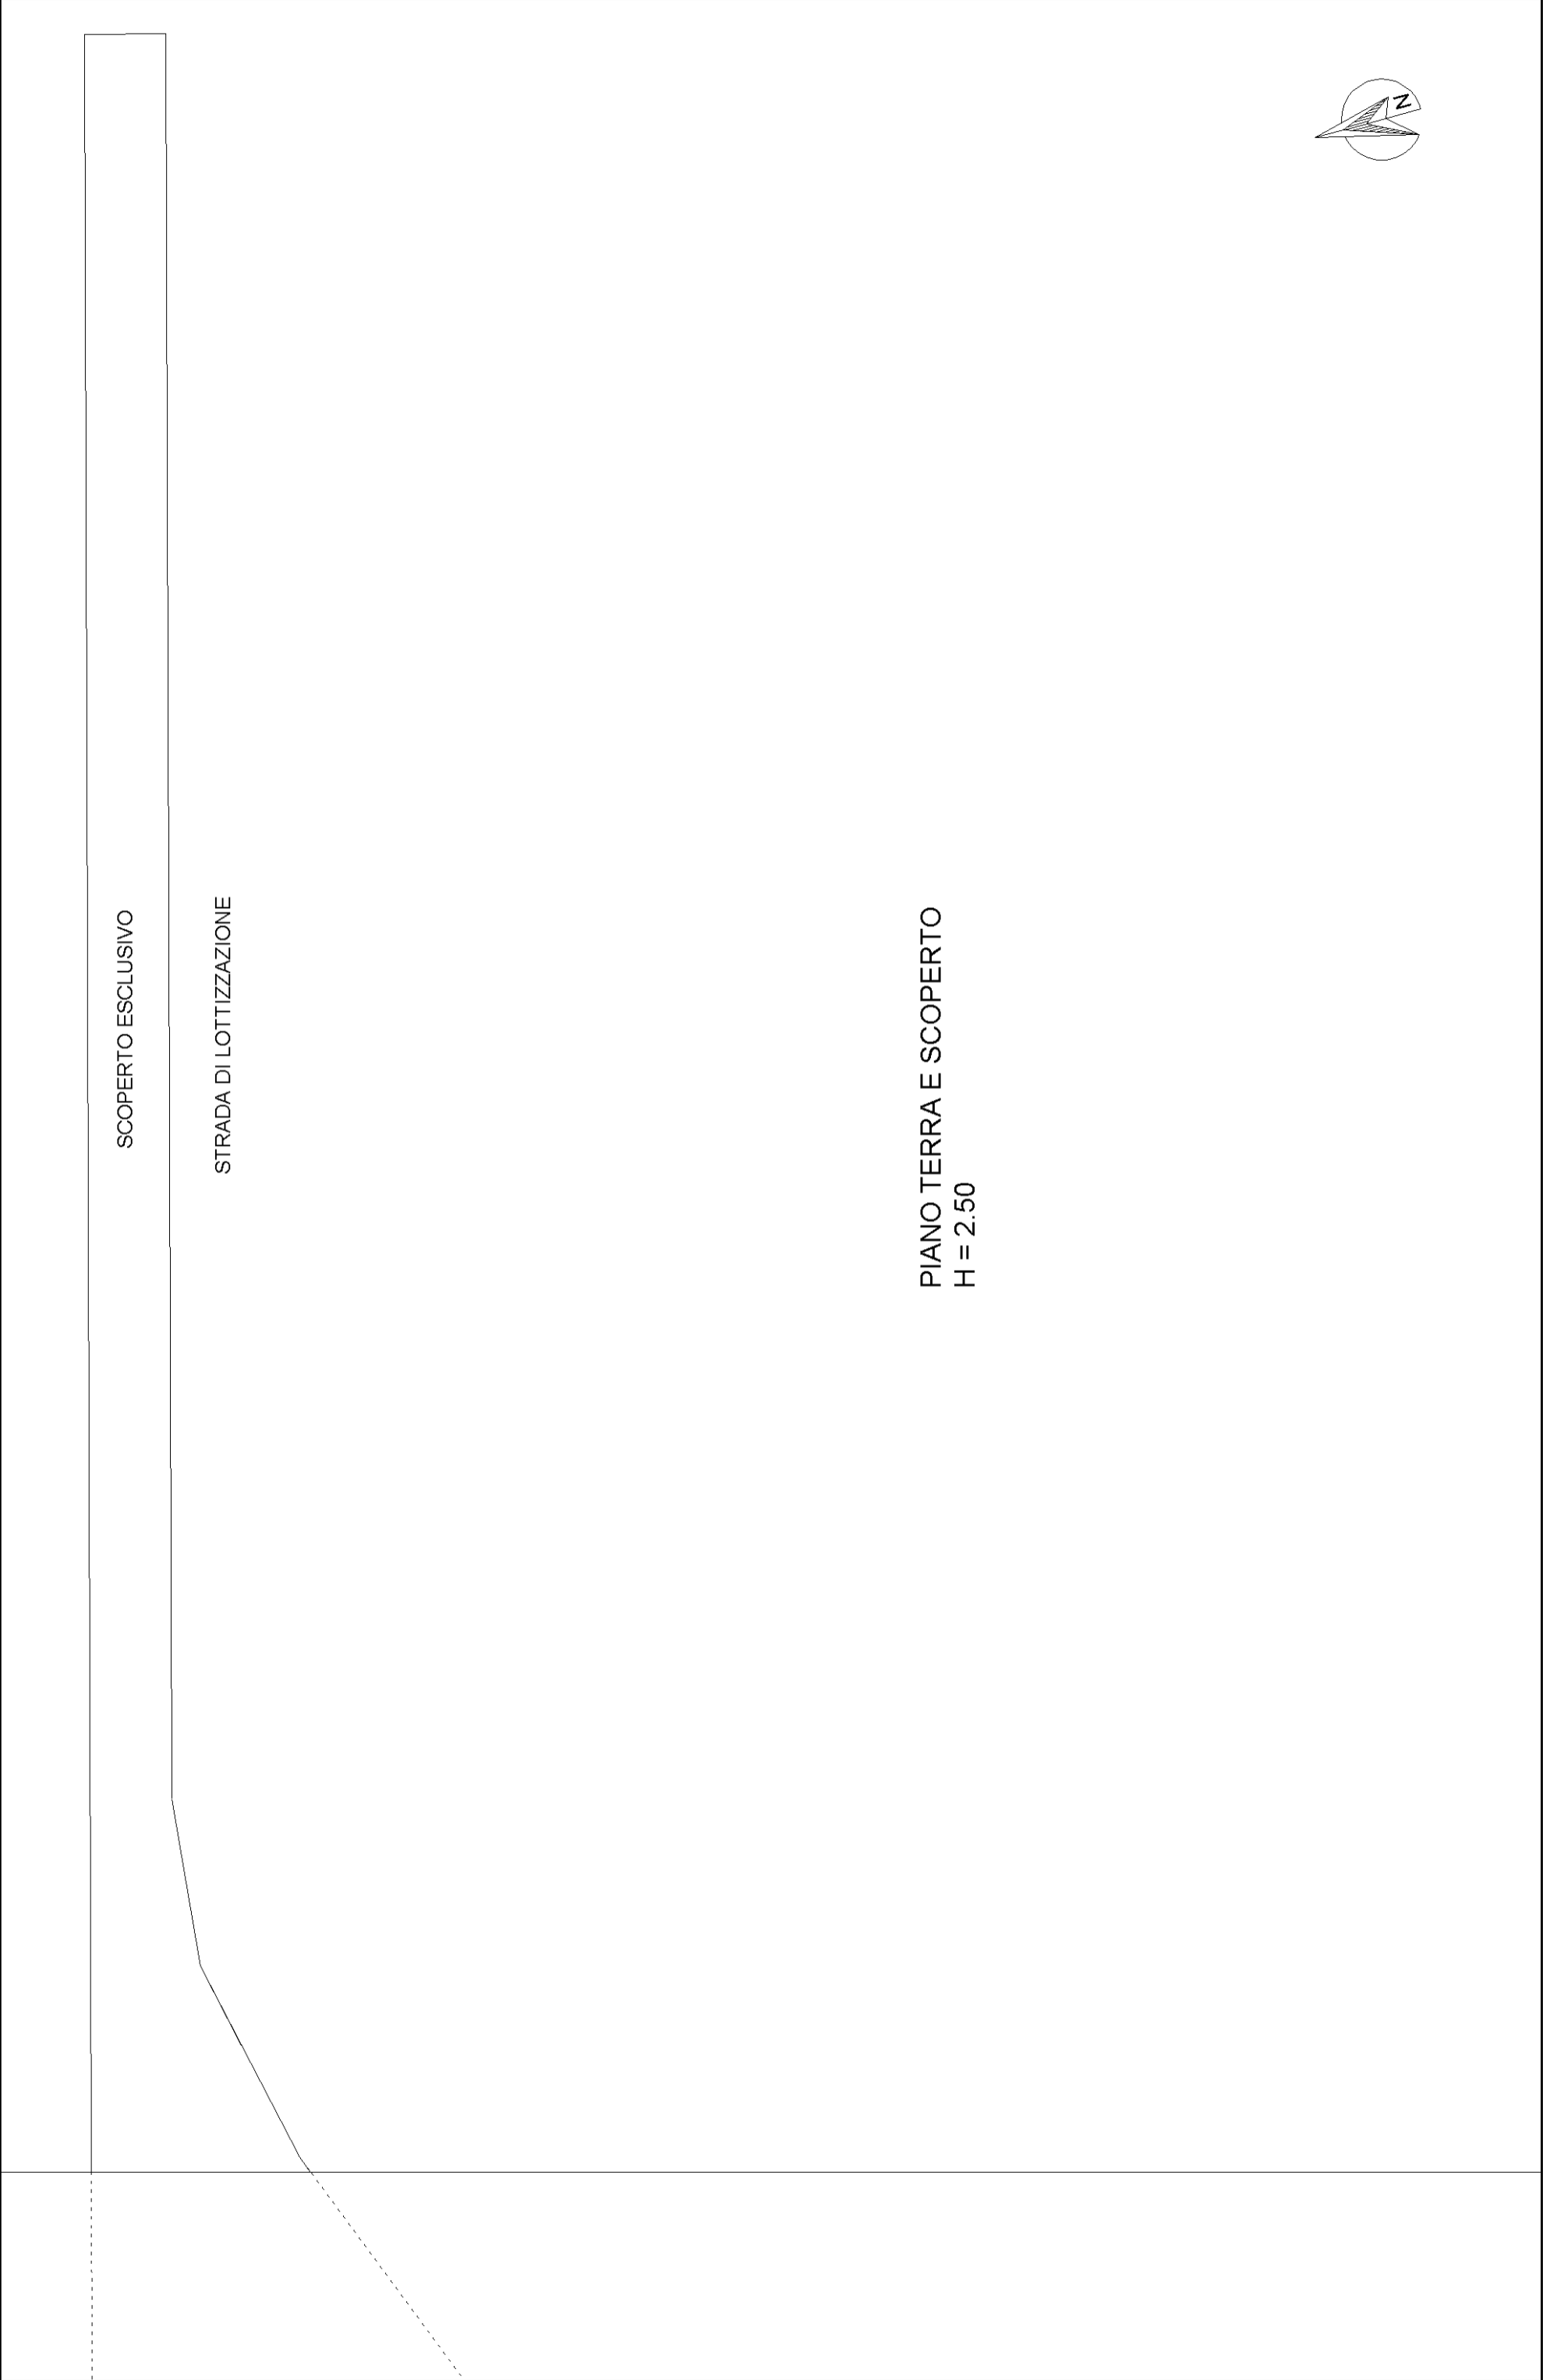 SCOPERTO ESCLUSIVO
STRADA DI LOTTIZZAZIONE
PIANO TERRA E SCOPERTO
H = 2.50
N